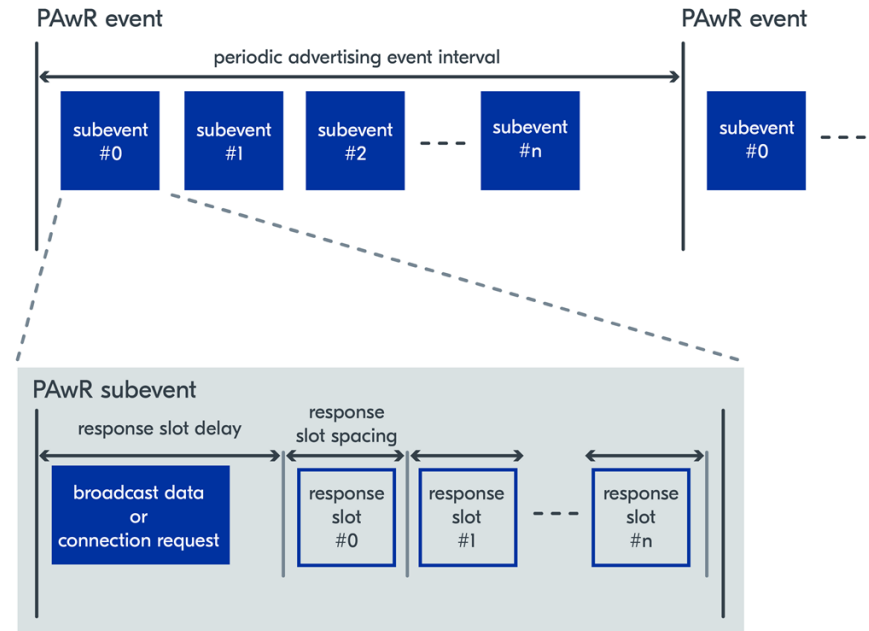 PAwR event
PAwR event
periodic advertising event interval
subevent
#0
subevent
#1
subevent
#2
subevent
#n
subevent
#0
PAwR subevent
response slot delay
response
slot spacing
broadcast data
or
connection request
response
slot
#0
response
slot
#1
response
slot
#n